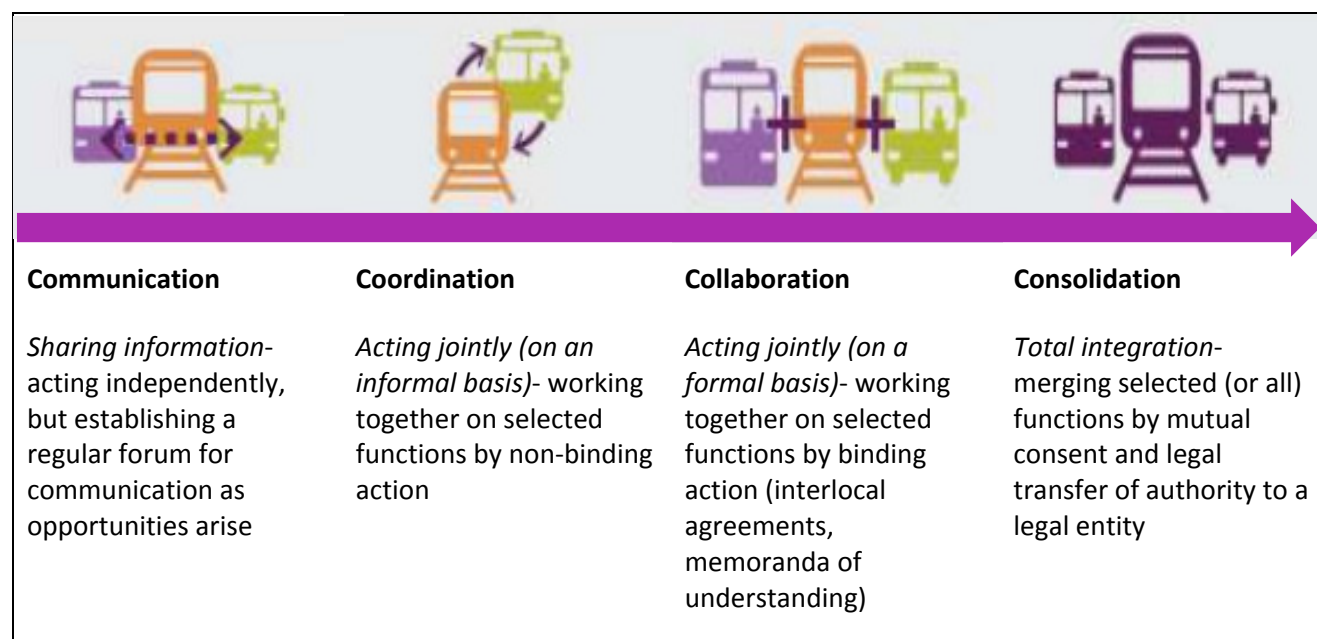 Communication
Sharing information-
acting independently,
but establishing a
regular forum for
communication as
opportunities arise
Coordination
Acting jointly (on an
informal basis)- working
together on selected
functions by non-binding
action
Collaboration
Acting jointly (on a
formal basis)- working
together on selected
functions by binding
action (interlocal
agreements,
memoranda of
understanding)
Consolidation
Total integration-
merging selected (or all)
functions by mutual
consent and legal
transfer of authority to a
legal entity